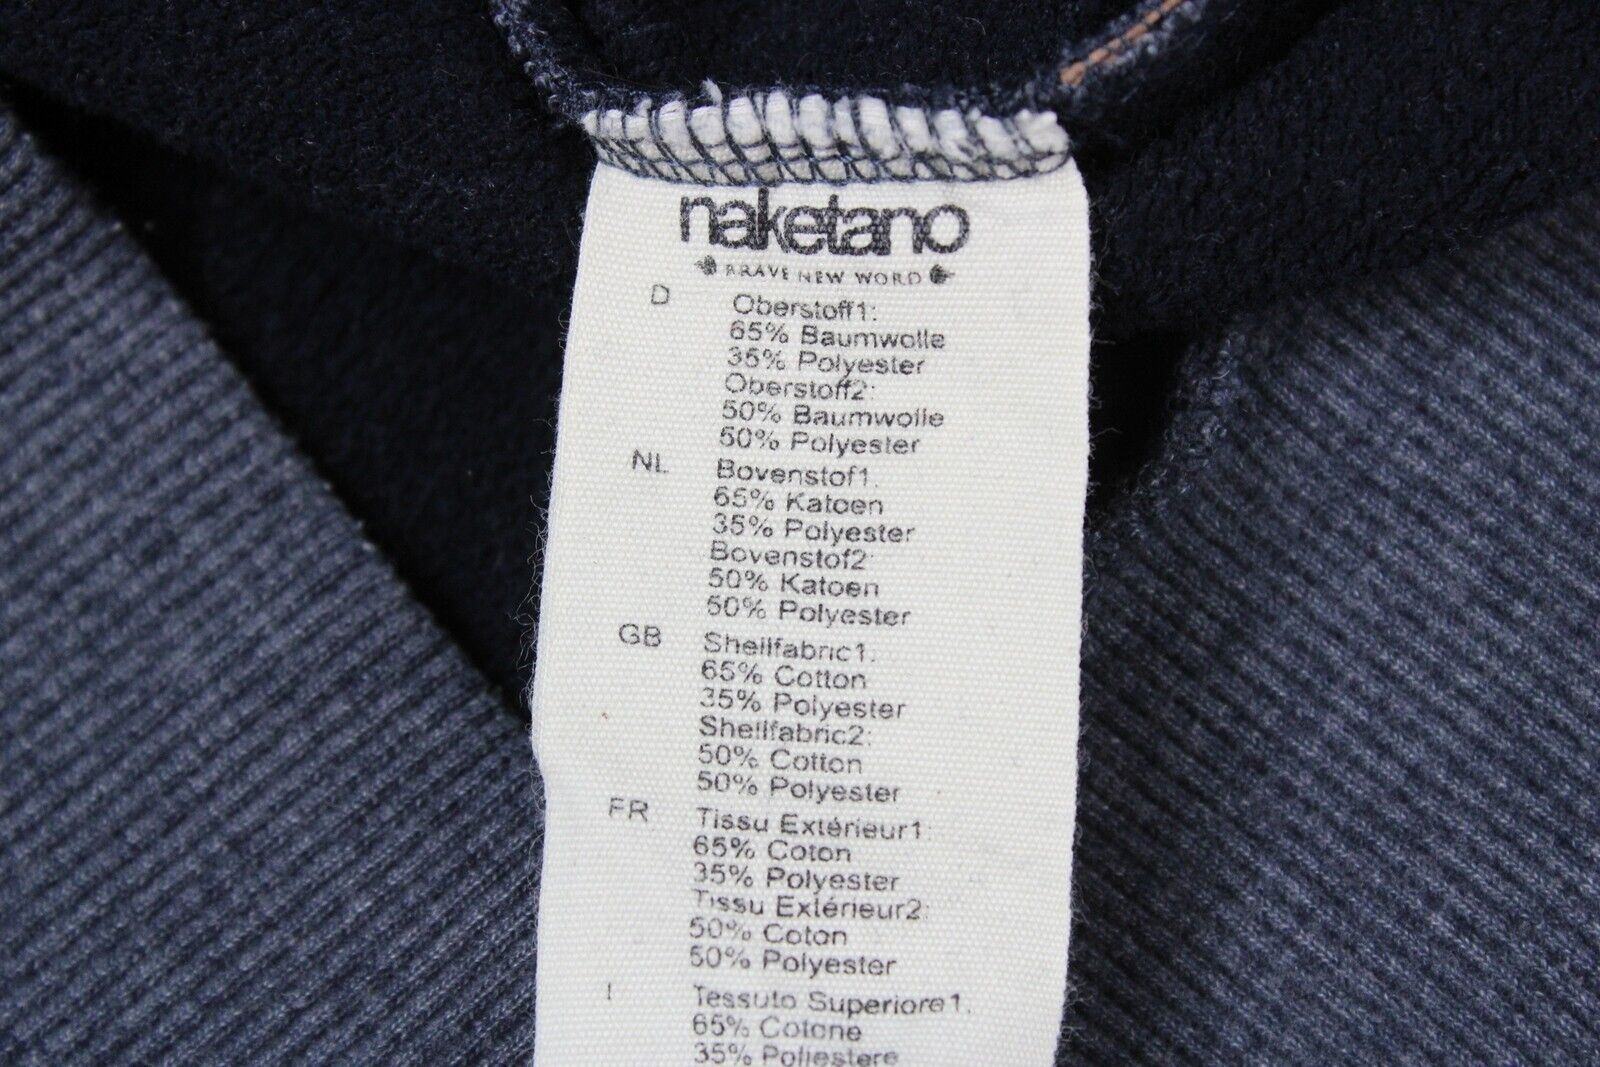 naketano
BRAVE NEW WORD
D Oberstoff1:
65% Baumwolle
35% Polyester
Oberstoff2:
50% Baumwolle
50% Polyester
NL Bovenstof1.
65% Katoen
35% Polyester
Bovenstof2:
50% Katoen
50% Polyester
GB Shellfabric1.
65% Cotton
35% Polyester
Shellfabric2:
50% Cotton
50% Polyester
FR Tissu Extérieur1:
65% Coton
35% Polyester
Tissu Extérieur2:
50% Coton
50% Polyester
I Tessuto Superiore1.
65% Cotone
35% Poliestere